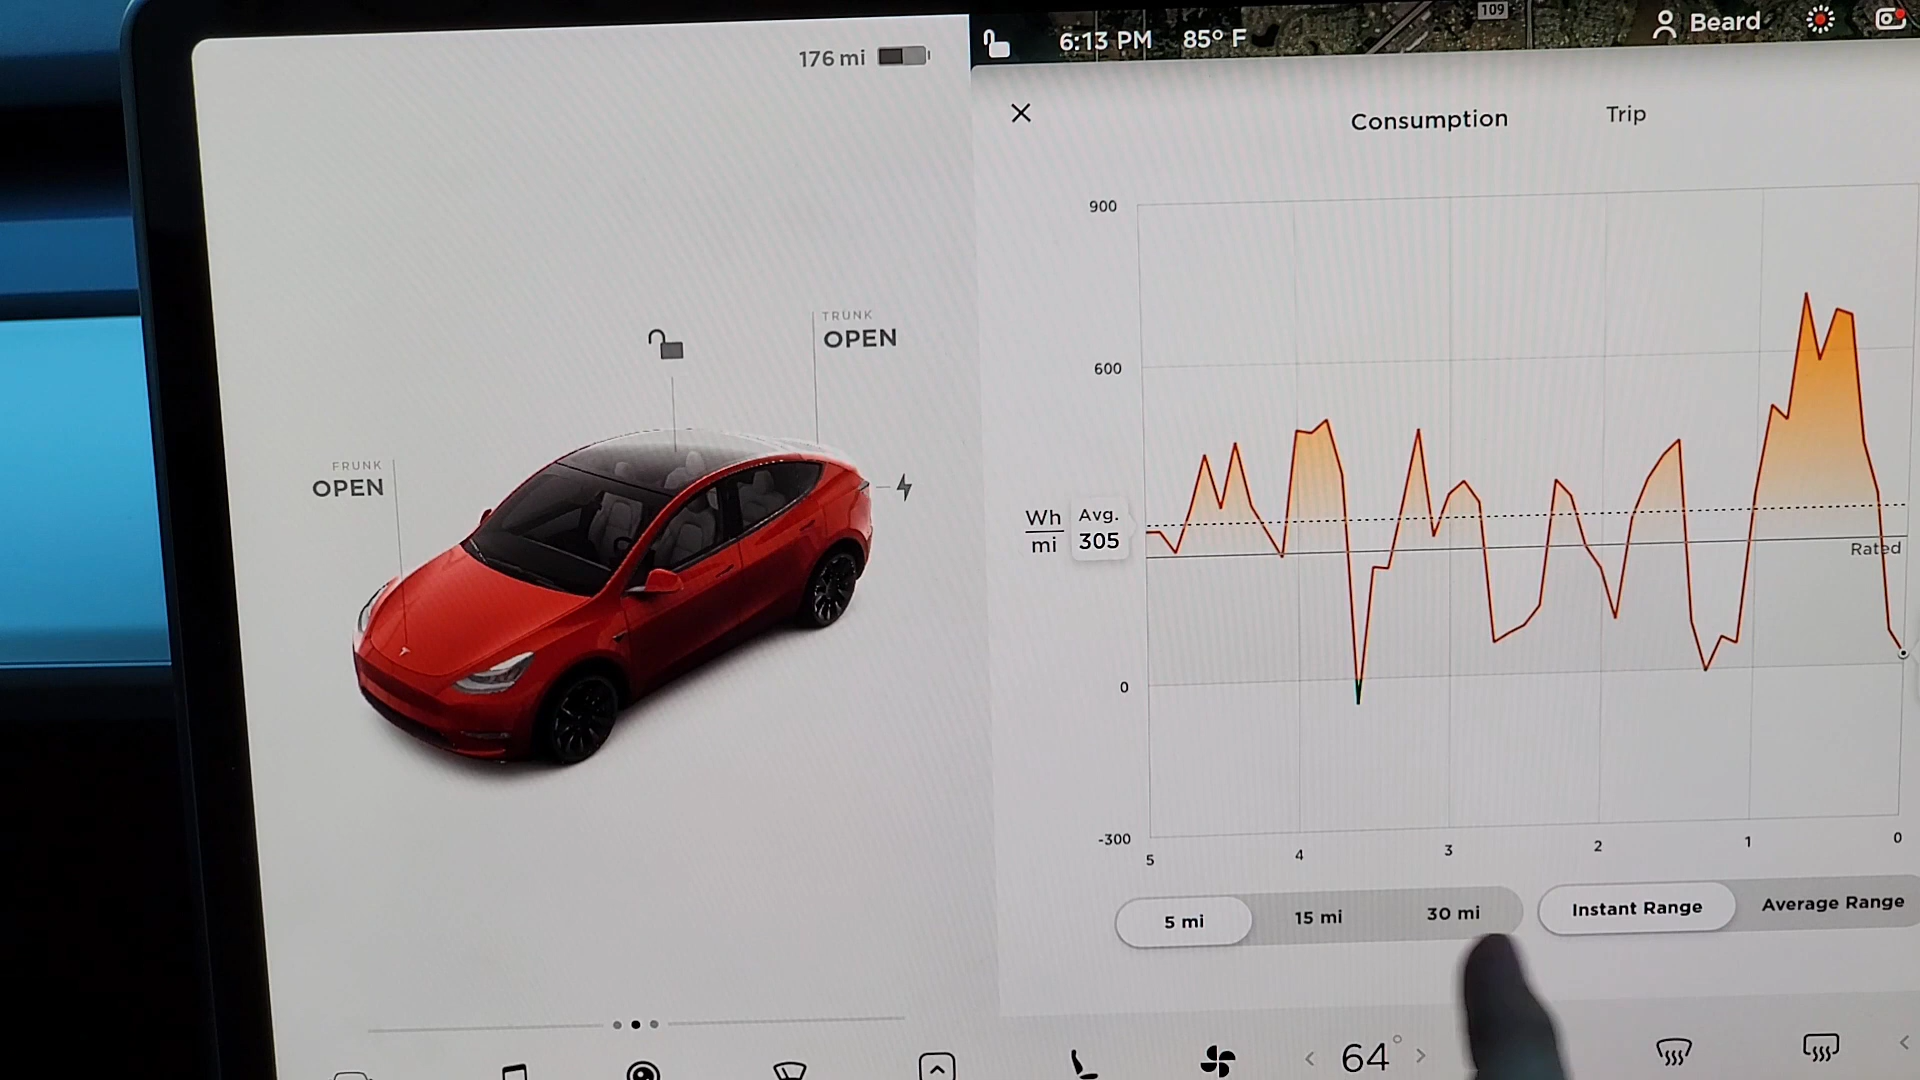 176 mi
6:13 PM 85° F
109
Beard
Consumption Trip
TRUNK
OPEN
FRUNK
OPEN
900
600
Wh
mi
Avg.
305
Rated
0
-300
5 4 3 2 1 0
5 mi 15 mi 30 mi
Instant Range Average Range
64°